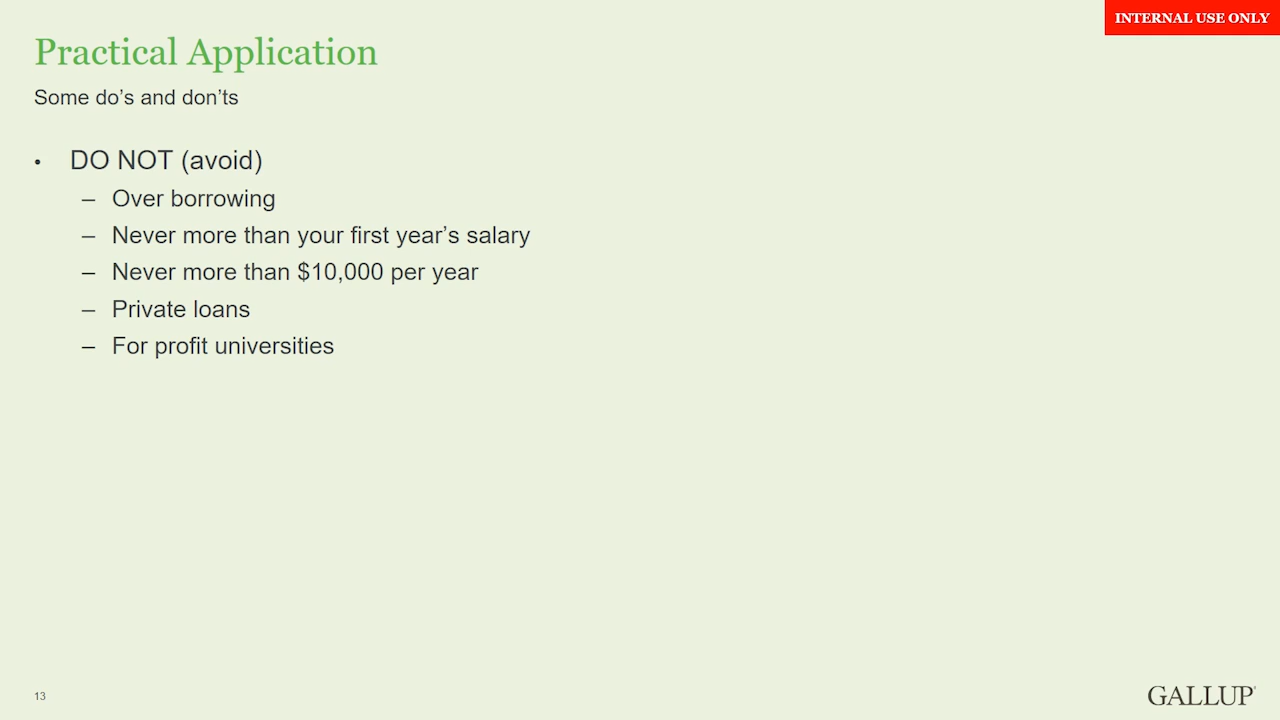 INTERNAL USE ONLY
Practical Application
Some do’s and don’ts
• DO NOT (avoid)
– Over borrowing
– Never more than your first year’s salary
– Never more than $10,000 per year
– Private loans
– For profit universities
13
GALLUP®